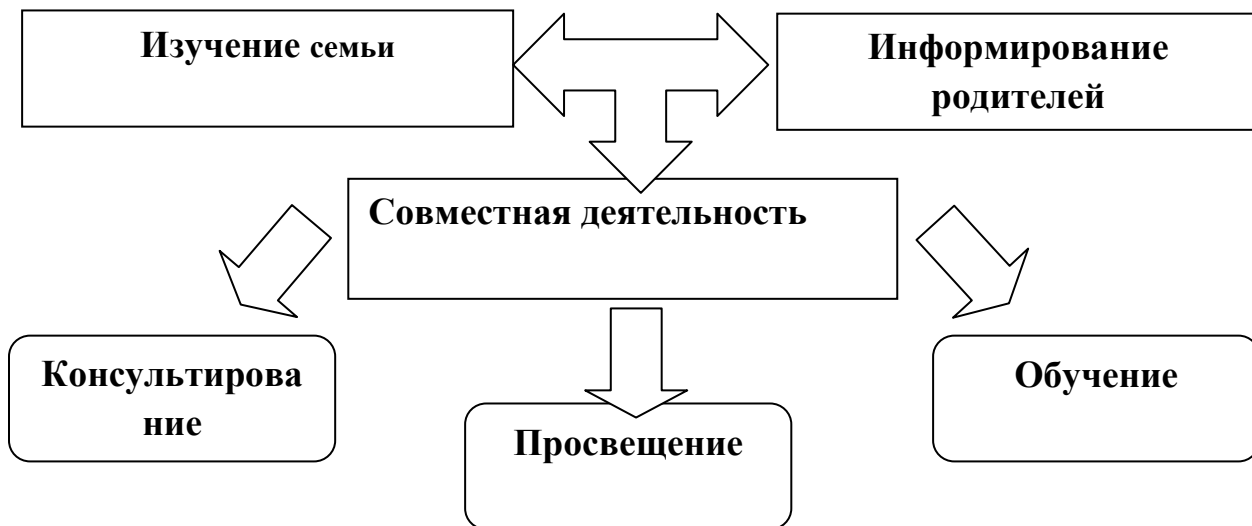 Изучение семьи
Информирование
родителей
Совместная деятельность
Консультирова
ние
Просвещение
Обучение